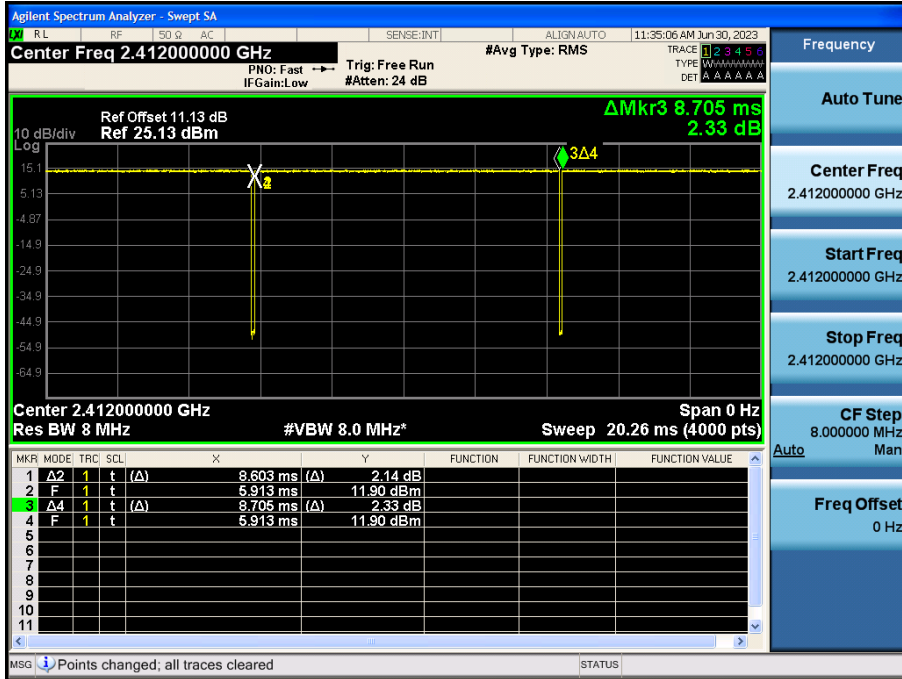 Agilent Spectrum Analyzer - Swept SA
LXI RL RF 50 Ω AC SENSE:INT ALIGN AUTO 11:35:06 AM Jun 30, 2023
Center Freq 2.412000000 GHz #Avg Type: RMS TRACE 1 2 3 4 5 6
PNO: Fast Trig: Free Run TYPE WWWWWW
IFGain:Low #Atten: 24 dB DET A A A A A A
Ref Offset 11.13 dB ΔMkr3 8.705 ms
10 dB/div Ref 25.13 dBm 2.33 dB
Log
3Δ4
15.1
2
5.13
-4.87
-14.9
-24.9
-34.9
-44.9
-54.9
-64.9
Center 2.412000000 GHz Span 0 Hz
Res BW 8 MHz #VBW 8.0 MHz* Sweep 20.26 ms (4000 pts)
MKR MODE TRC SCL X Y FUNCTION FUNCTION WIDTH FUNCTION VALUE
1 Δ2 1 t (Δ) 8.603 ms (Δ) 2.14 dB
2 F 1 t 5.913 ms 11.90 dBm
3 Δ4 1 t (Δ) 8.705 ms (Δ) 2.33 dB
4 F 1 t 5.913 ms 11.90 dBm
5
6
7
8
9
10
11
MSG Points changed; all traces cleared STATUS
Frequency
Auto Tune
Center Freq
2.412000000 GHz
Start Freq
2.412000000 GHz
Stop Freq
2.412000000 GHz
CF Step
8.000000 MHz
Auto Man
Freq Offset
0 Hz